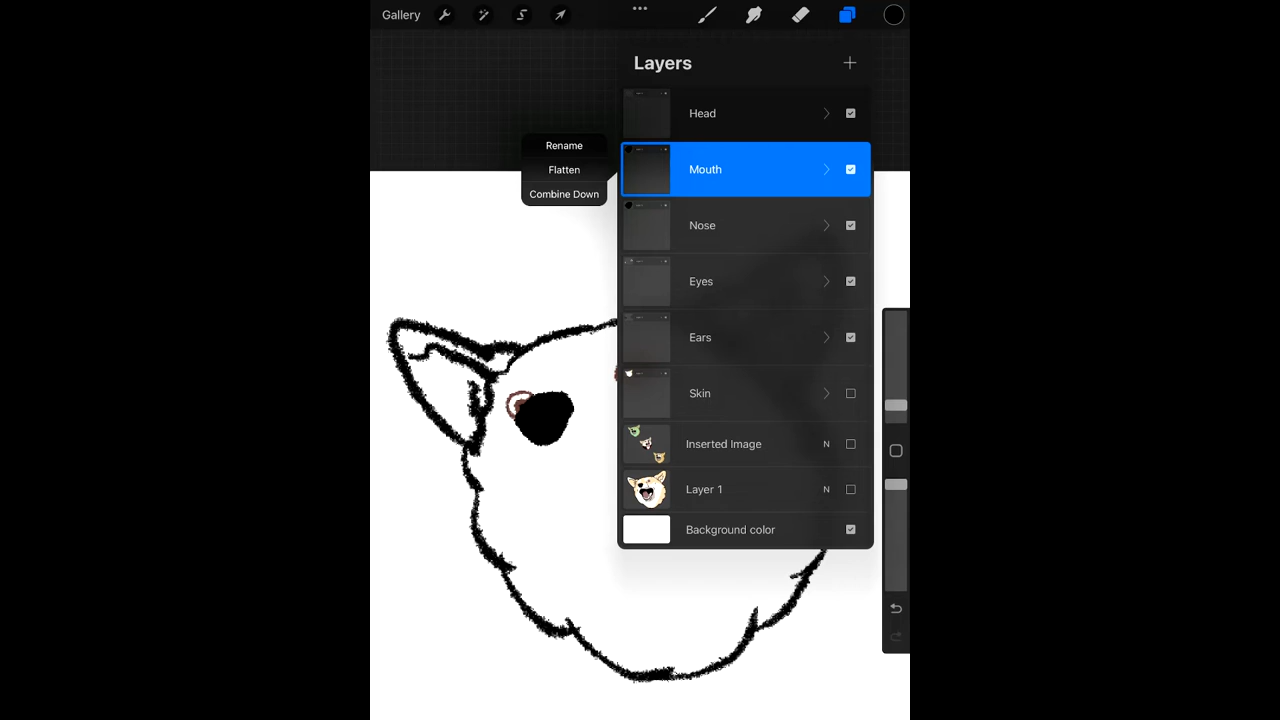 Gallery
Layers
Head
Rename
Mouth
Flatten
Combine Down
Nose
Eyes
Ears
Skin
Inserted Image N
Layer 1 N
Background color